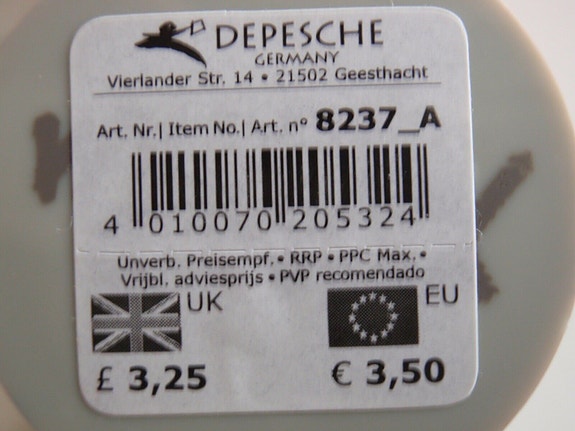 DEPESCHE
GERMANY
Vierlander Str. 14 • 21502 Geesthacht
Art. Nr.| Item No.| Art. n° 8237_A
4 010070 205324
Unverb. Preisempf. • RRP • PPC Max. •
Vrijbl. adviesprijs • PVP recomendado
UK EU
£ 3,25 € 3,50